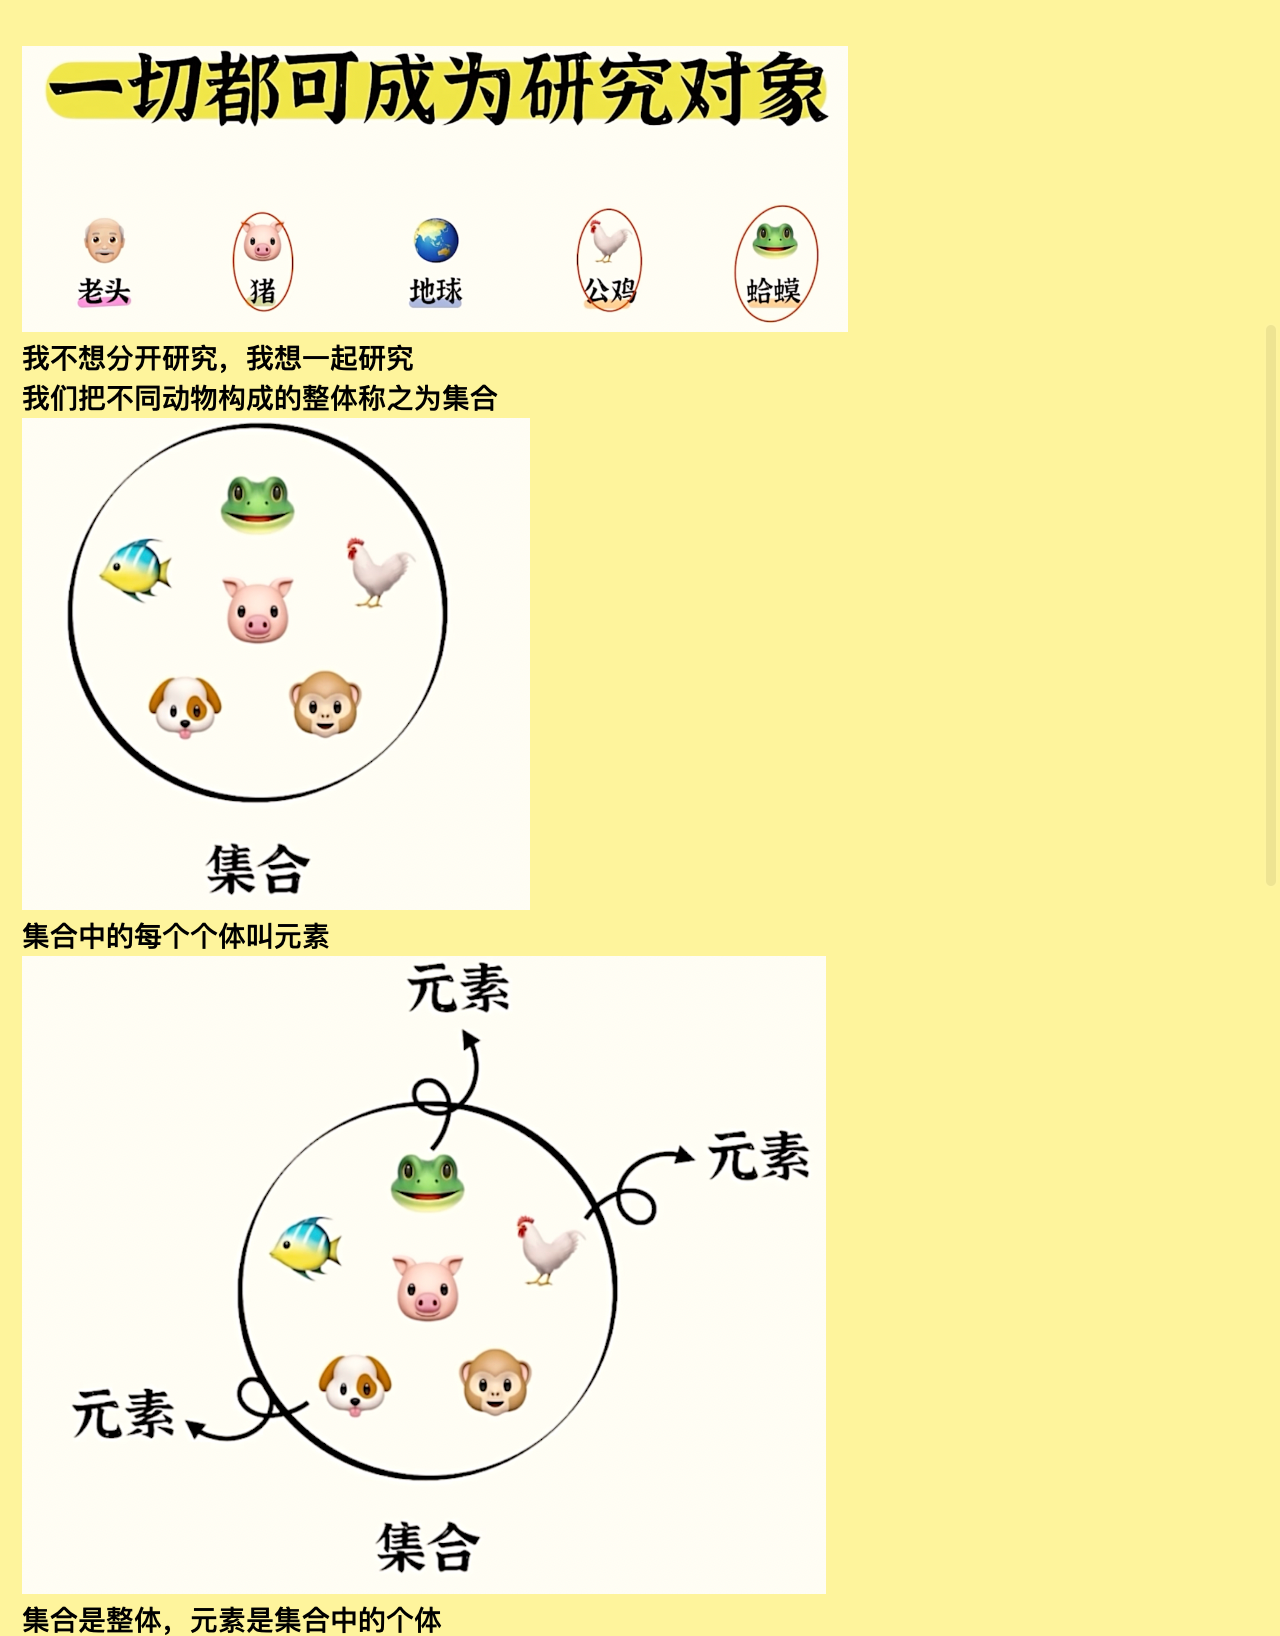 一切都可成为研究对象
老头 猪 地球 公鸡 蛤蟆
我不想分开研究，我想一起研究
我们把不同动物构成的整体称之为集合
集合
集合中的每个个体叫元素
元素
元素
元素
集合
集合是整体，元素是集合中的个体